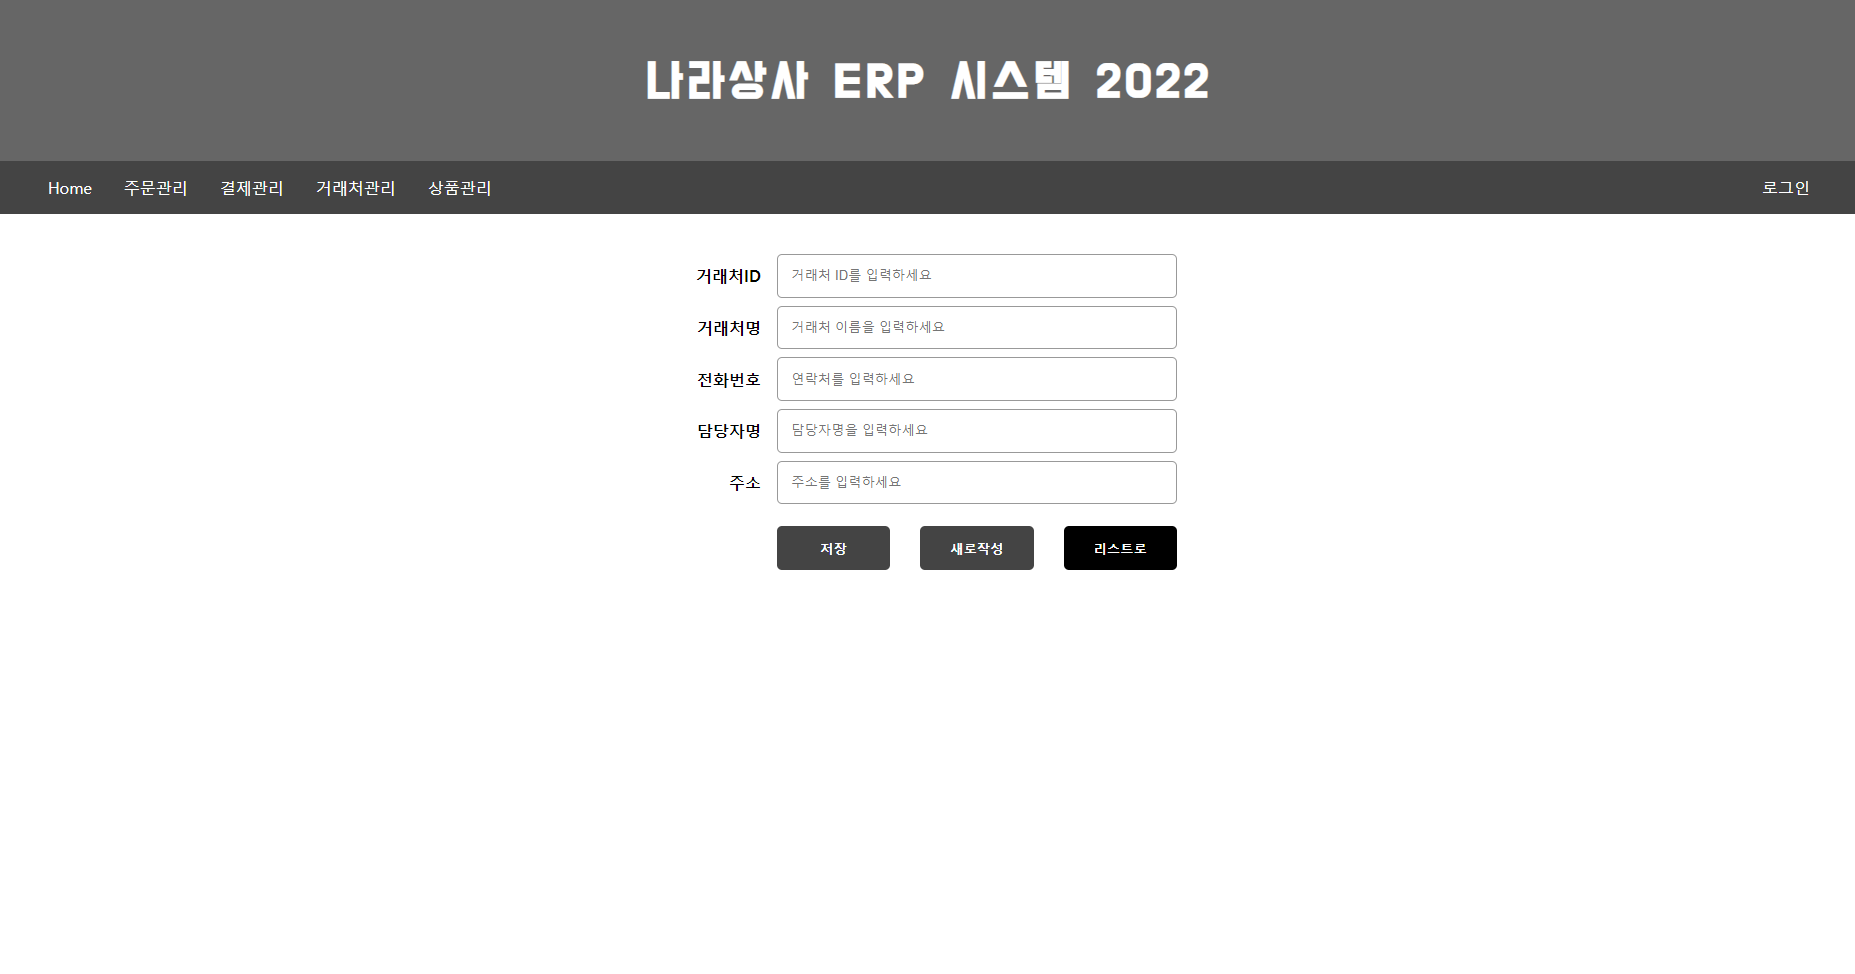 나라상사 ERP 시스템 2022
Home 주문관리 결제관리 거래처관리 상품관리 로그인
거래처ID 거래처 ID를 입력하세요
거래처명 거래처 이름을 입력하세요
전화번호 연락처를 입력하세요
담당자명 담당자명을 입력하세요
주소 주소를 입력하세요
저장 새로작성 리스트로